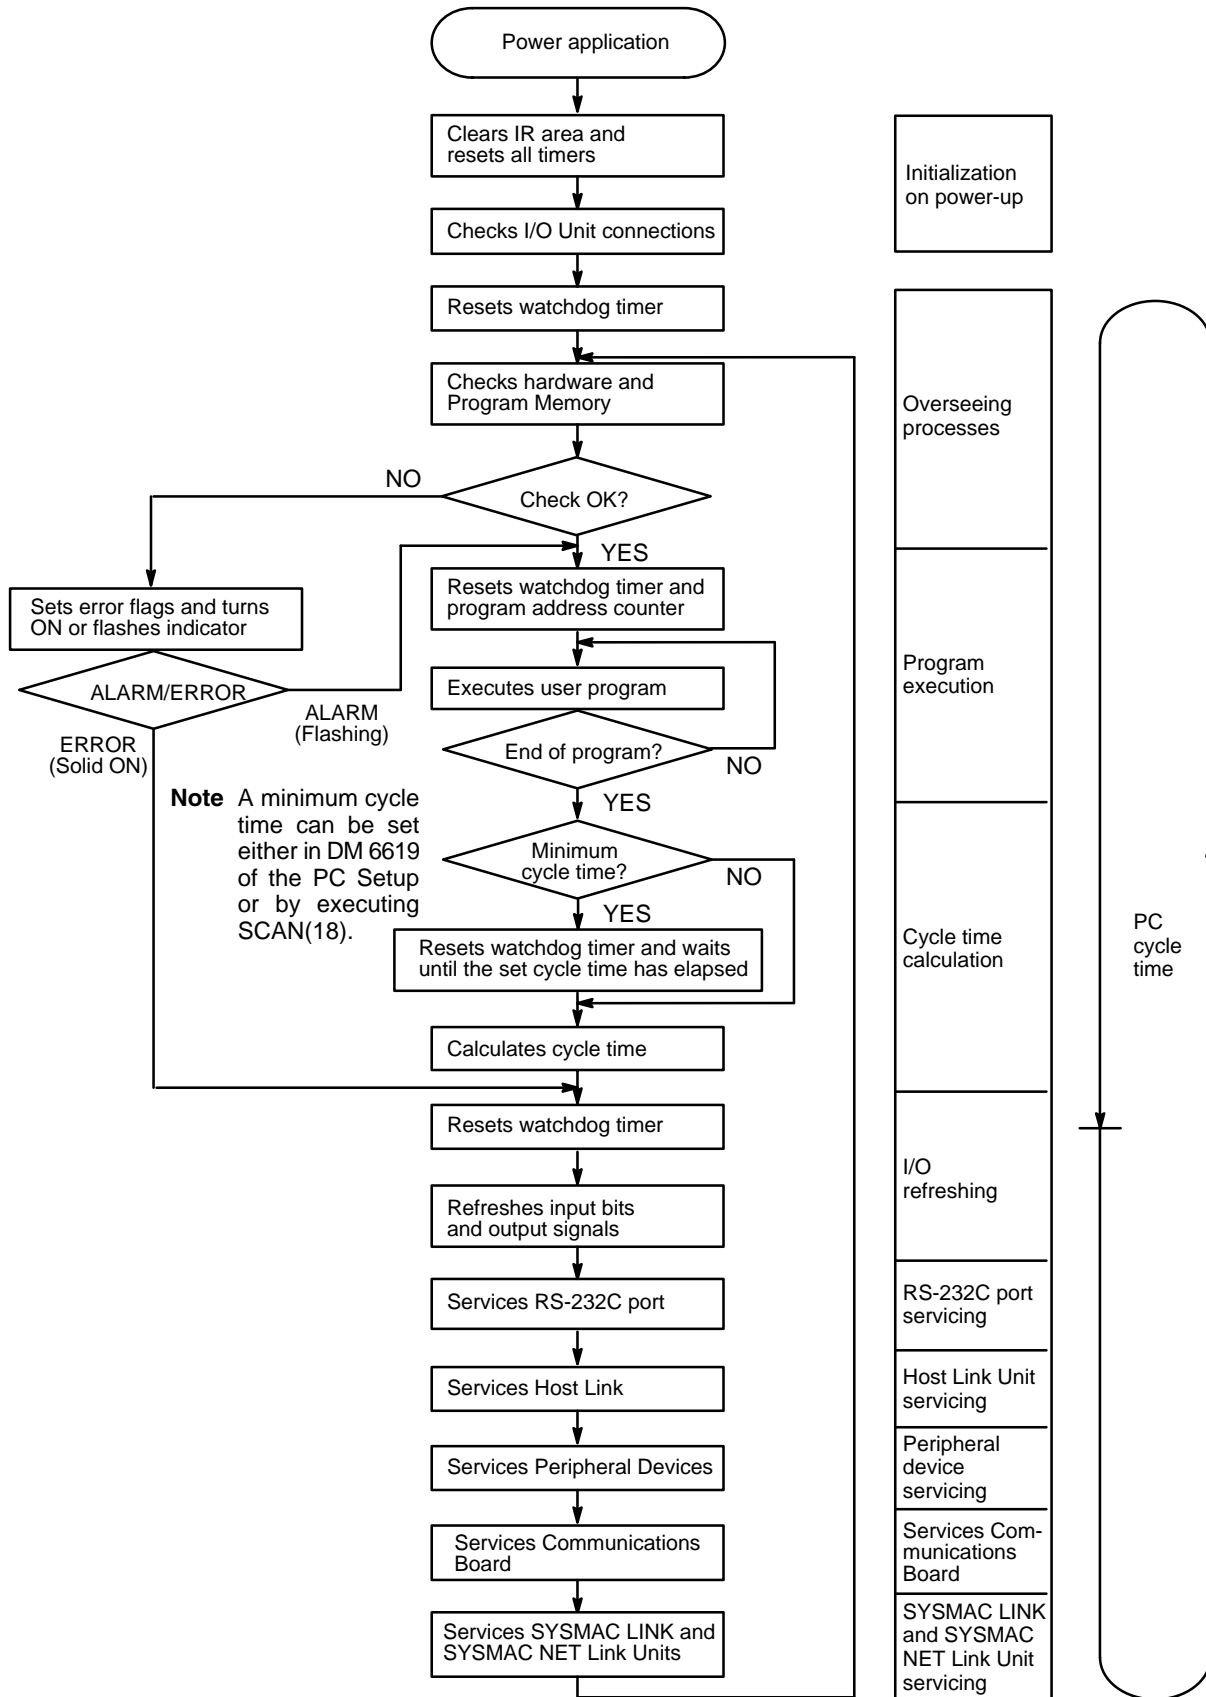 Power application
Clears IR area and
resets all timers
Checks I/O Unit connections
Resets watchdog timer
Checks hardware and
Program Memory
NO
Check OK?
YES
Sets error flags and turns
ON or flashes indicator
Resets watchdog timer and
program address counter
ALARM/ERROR
ALARM
(Flashing)
ERROR
(Solid ON)
Executes user program
End of program?
NO
YES
Note A minimum cycle
time can be set
either in DM 6619
of the PC Setup
or by executing
SCAN(18).
Minimum
cycle time?
NO
YES
Resets watchdog timer and waits
until the set cycle time has elapsed
Calculates cycle time
Resets watchdog timer
Refreshes input bits
and output signals
Services RS-232C port
Services Host Link
Services Peripheral Devices
Services Communications
Board
Services SYSMAC LINK and
SYSMAC NET Link Units
Initialization
on power-up
Overseeing
processes
Program
execution
Cycle time
calculation
I/O
refreshing
RS-232C port
servicing
Host Link Unit
servicing
Peripheral
device
servicing
Services Com-
munications
Board
SYSMAC LINK
and SYSMAC
NET Link Unit
servicing
PC
cycle
time